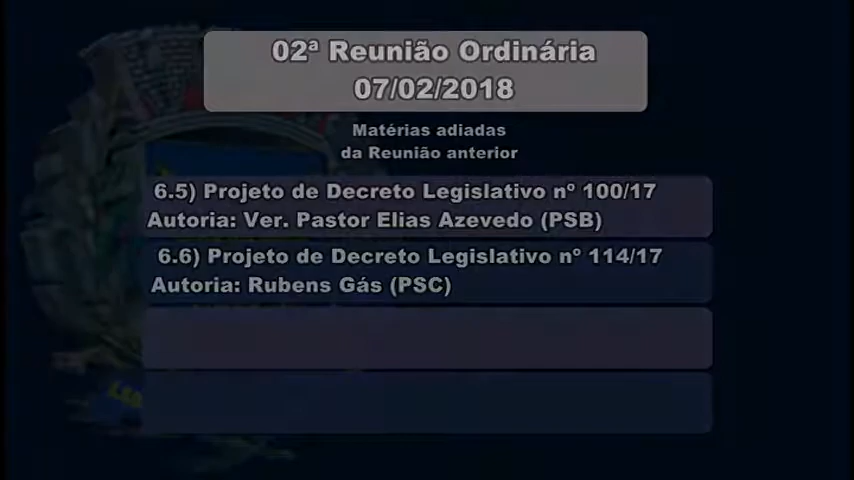 02ª Reunião Ordinária
07/02/2018
Matérias adiadas
da Reunião anterior
6.5) Projeto de Decreto Legislativo nº 100/17
Autoria: Ver. Pastor Elias Azevedo (PSB)
6.6) Projeto de Decreto Legislativo nº 114/17
Autoria: Rubens Gás (PSC)